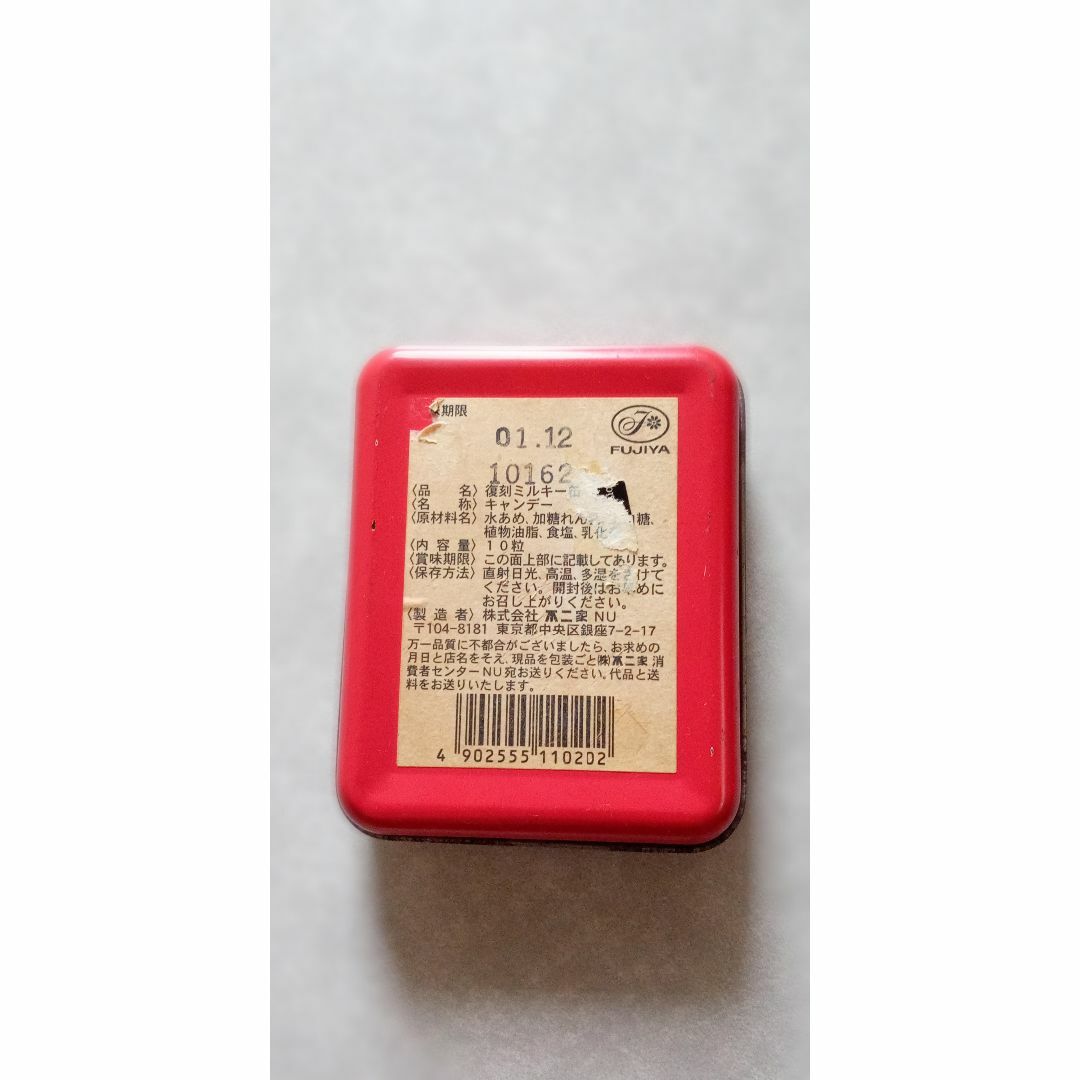 期限
FUJIYA
01.12
10162
〈品 名〉復刻ミルキー缶
〈名 称〉キャンデー
〈原材料名〉水あめ、加糖れん 糖、
植物油脂、食塩、乳化
〈内 容 量〉10粒
〈賞味期限〉この面上部に記載してあります。
〈保存方法〉直射日光、高温、多湿をさけて
ください。開封後はお早めに
お召し上がりください。
〈製 造 者〉株式会社 不二家 NU
〒104-8181 東京都中央区銀座7-2-17
万一品質に不都合がございましたら、お求めの
月日と店名をそえ、現品を包装ごと㈱不二家消
費者センターNU宛お送りください。代品と送
料をお送りいたします。
4 902555 110202